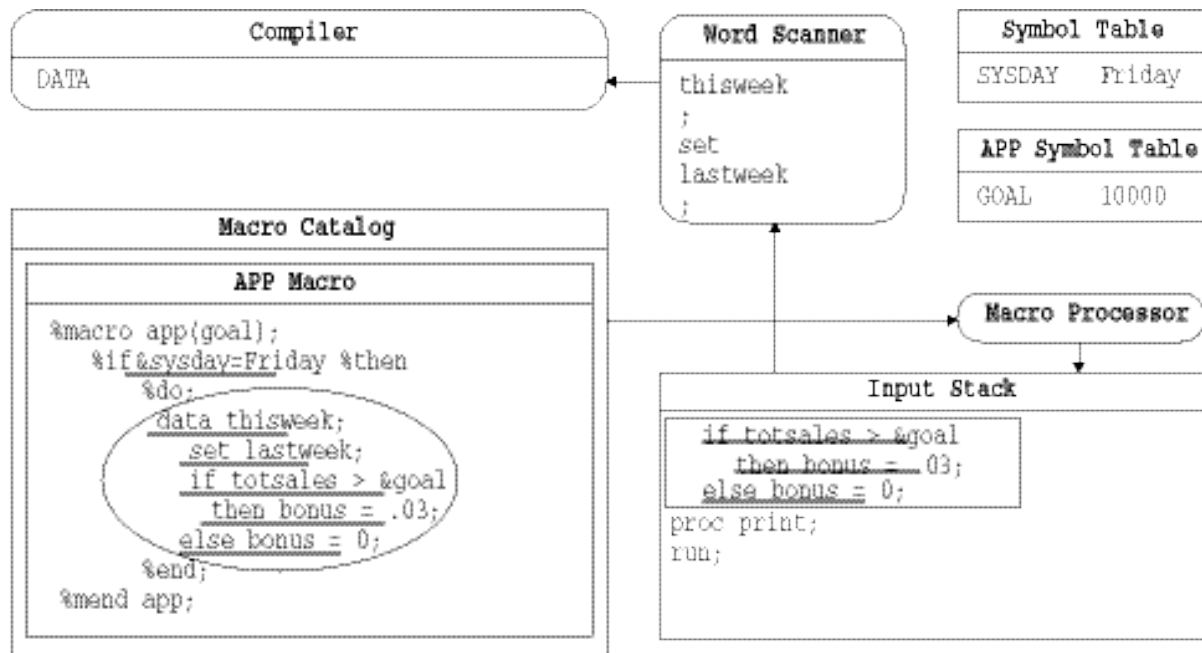 Compiler
DATA
Word Scanner
thisweek
;
set
lastweek
;
Symbol Table
SYSDAY Friday
APP Symbol Table
GOAL 10000
Macro Catalog
APP Macro
%macro app(goal);
%if &sysday=Friday %then
%do;
data thisweek;
set lastweek;
if totsales > &goal
then bonus = .03;
else bonus = 0;
%end;
%mend app;
Macro Processor
Input Stack
if totsales > &goal
then bonus = .03;
else bonus = 0;
proc print;
run;